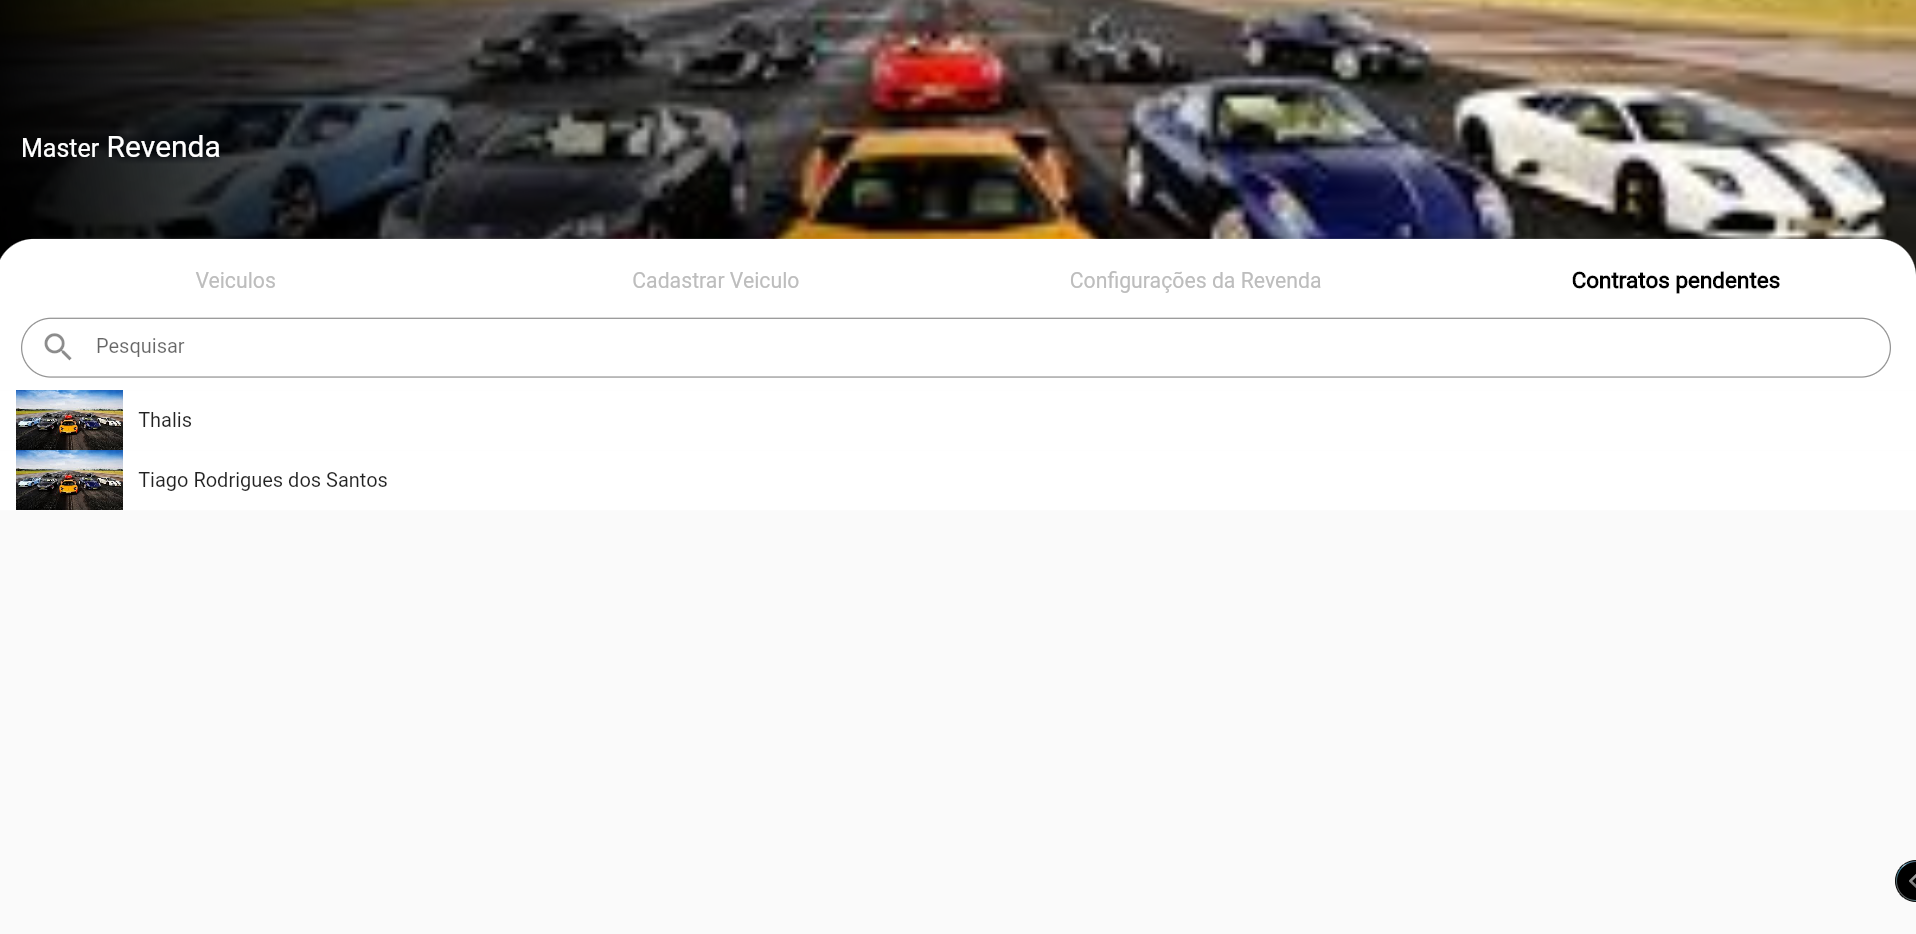 Master Revenda
Veiculos
Cadastrar Veiculo
Configurações da Revenda
Contratos pendentes
Pesquisar
Thalis
Tiago Rodrigues dos Santos